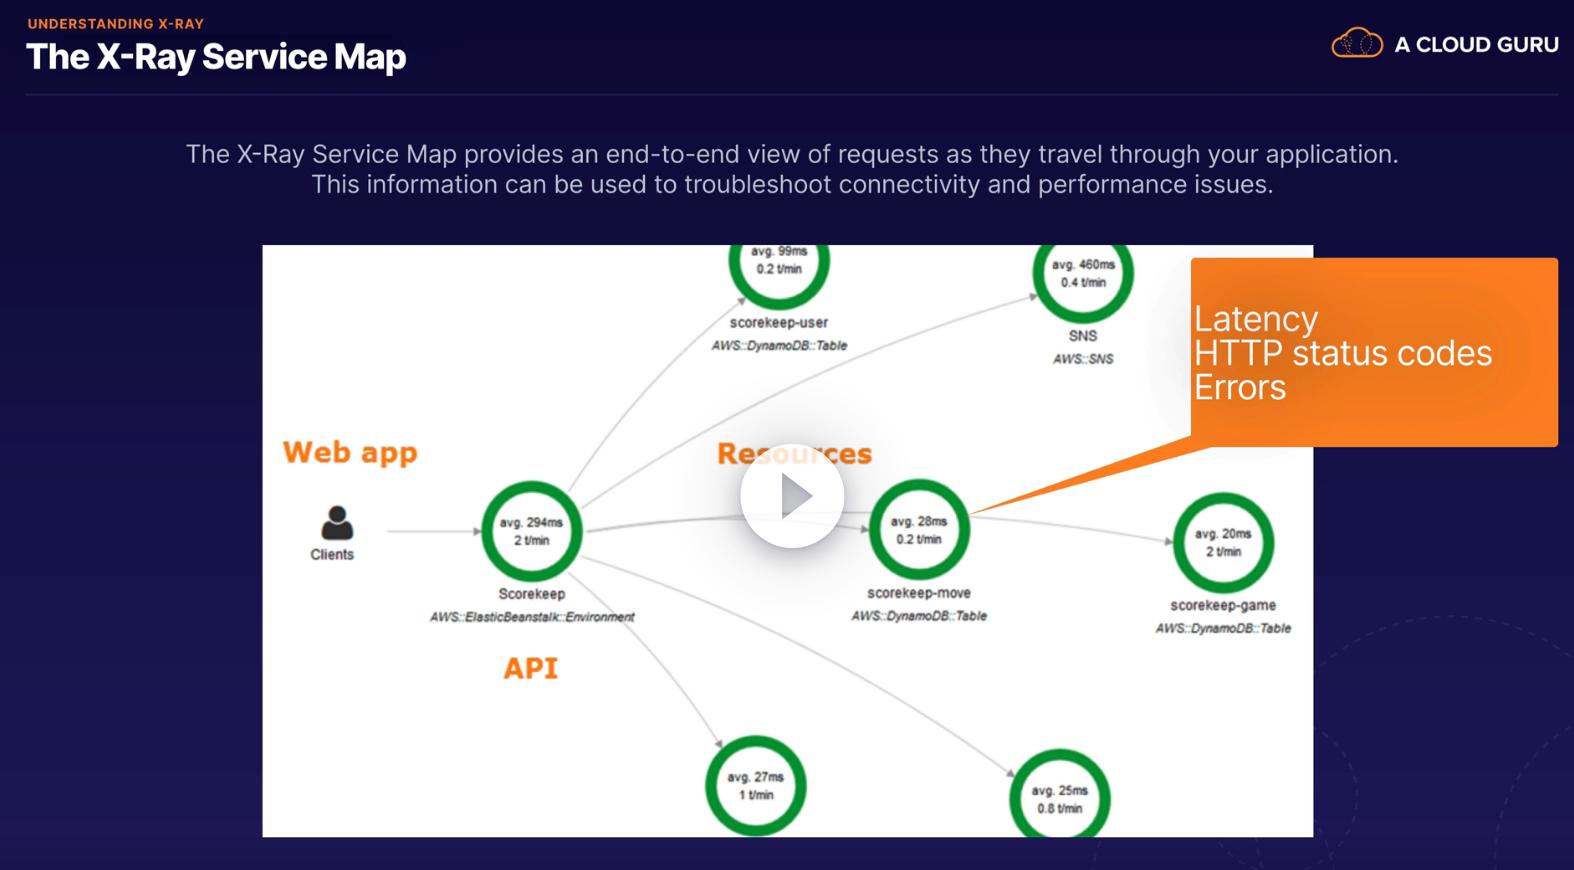 UNDERSTANDING X-RAY
The X-Ray Service Map
A CLOUD GURU
The X-Ray Service Map provides an end-to-end view of requests as they travel through your application.
This information can be used to troubleshoot connectivity and performance issues.
avg. 99ms
0.2 t/min
scorekeep-user
AWS::DynamoDB::Table
avg. 460ms
0.4 t/min
SNS
AWS::SNS
Latency
HTTP status codes
Errors
Web app
Resources
Clients
avg. 294ms
2 t/min
Scorekeep
AWS::ElasticBeanstalk::Environment
API
avg. 28ms
0.2 t/min
scorekeep-move
AWS::DynamoDB::Table
avg. 20ms
2 t/min
scorekeep-game
AWS::DynamoDB::Table
avg. 27ms
1 t/min
avg. 25ms
0.8 t/min